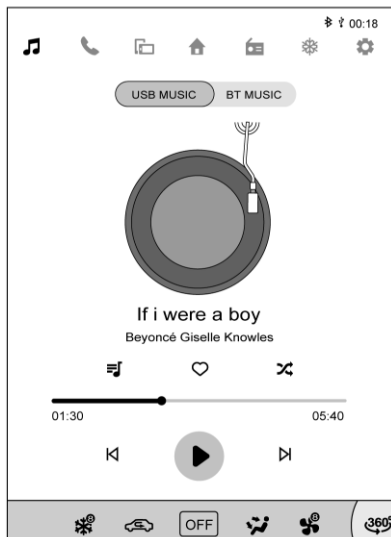 00:18
USB MUSIC BT MUSIC
If i were a boy
Beyoncé Giselle Knowles
01:30 05:40
OFF 360°